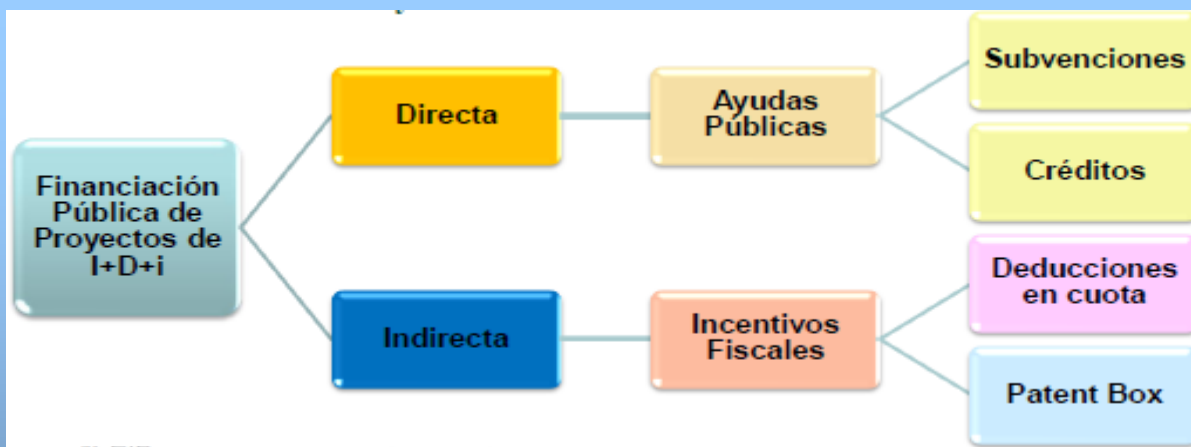 Financiación
Pública de
Proyectos de
I+D+i
Directa
Ayudas
Públicas
Subvenciones
Créditos
Indirecta
Incentivos
Fiscales
Deducciones
en cuota
Patent Box